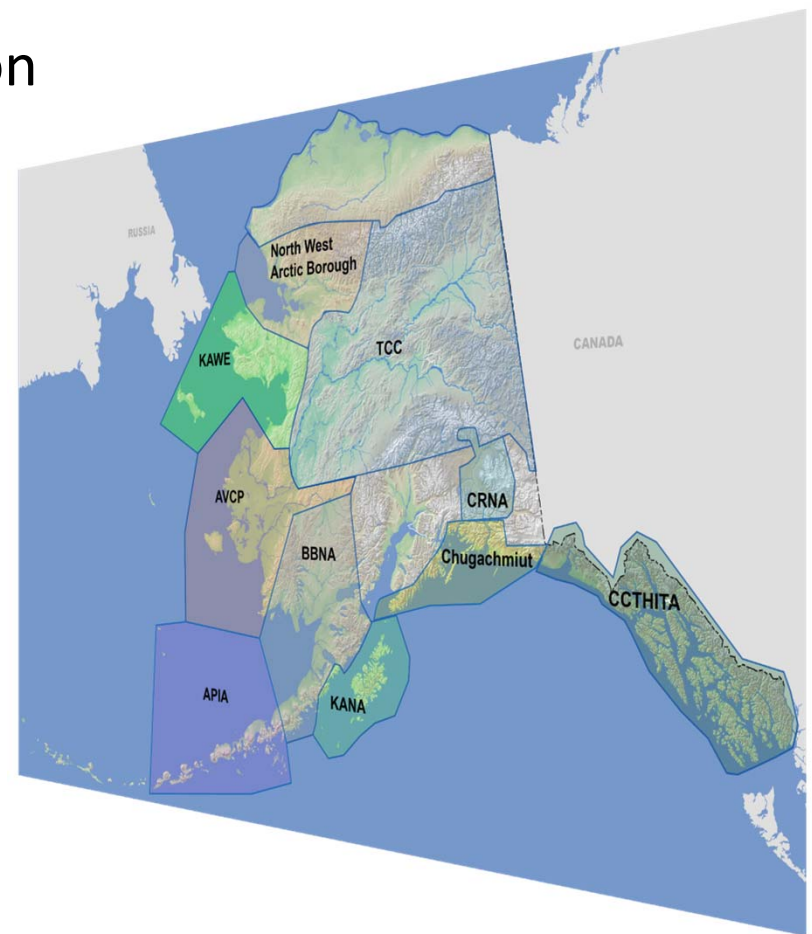 on
RUSSIA
North West
Arctic Borough
KAWE
TCC
CANADA
AVCP
CRNA
BBNA
Chugachmiut
CCTHITA
APIA
KANA